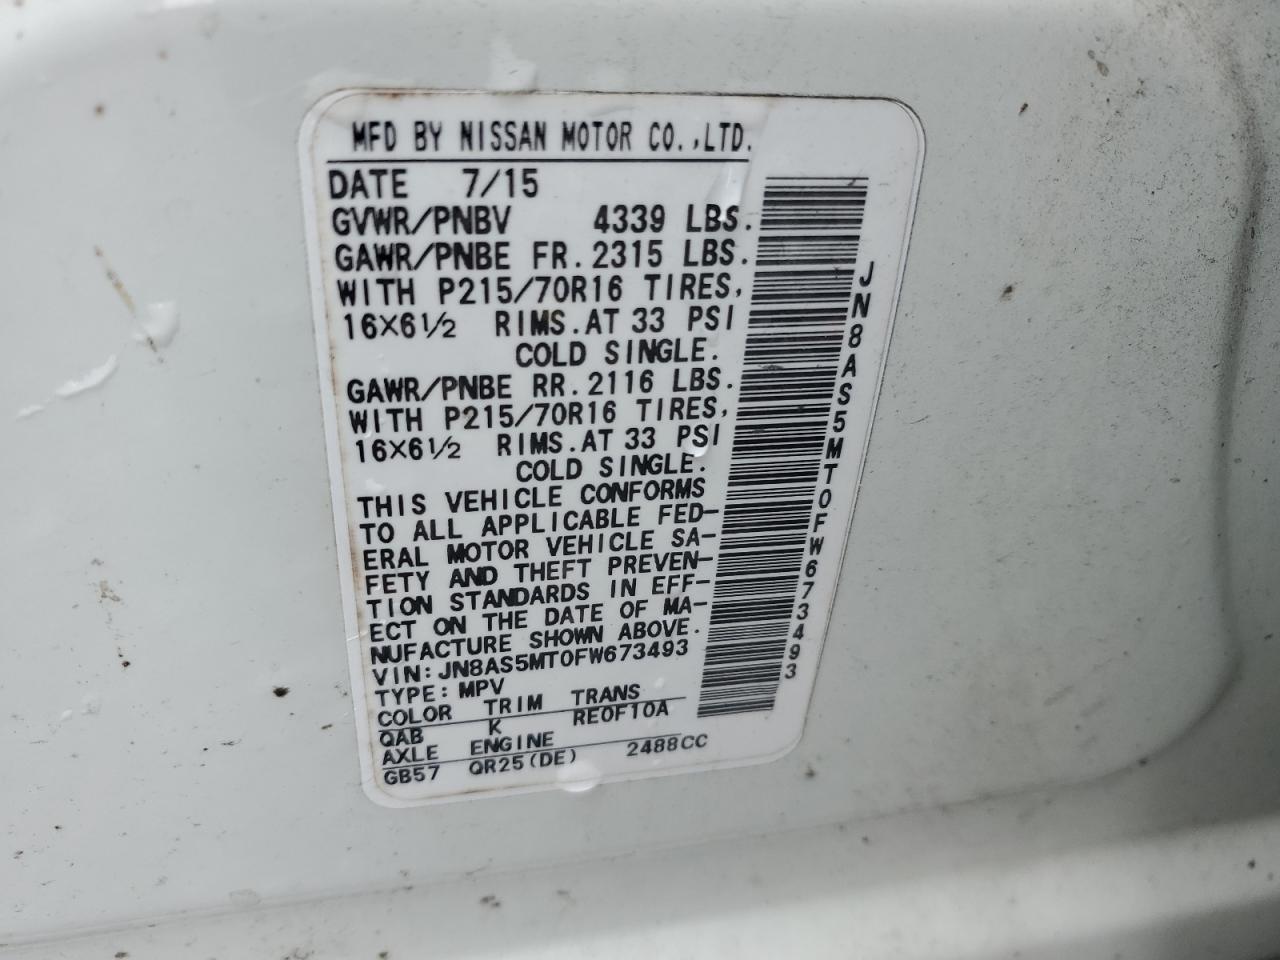 MFD BY NISSAN MOTOR CO.,LTD.
DATE 7/15
GVWR/PNBV 4339 LBS.
GAWR/PNBE FR. 2315 LBS.
WITH P215/70R16 TIRES,
16×6½ RIMS. AT 33 PSI
COLD SINGLE.
GAWR/PNBE RR. 2116 LBS.
WITH P215/70R16 TIRES,
16×6½ RIMS. AT 33 PSI
COLD SINGLE.
THIS VEHICLE CONFORMS
TO ALL APPLICABLE FED-
ERAL MOTOR VEHICLE SA-
FETY AND THEFT PREVEN-
TION STANDARDS IN EFF-
ECT ON THE DATE OF MA-
NUFACTURE SHOWN ABOVE.
VIN: JN8AS5MT0FW673493
TYPE: MPV
COLOR TRIM TRANS
QAB K RE0F10A
AXLE ENGINE
GB57 QR25(DE) 2488CC
JN8AS5MT0FW673493